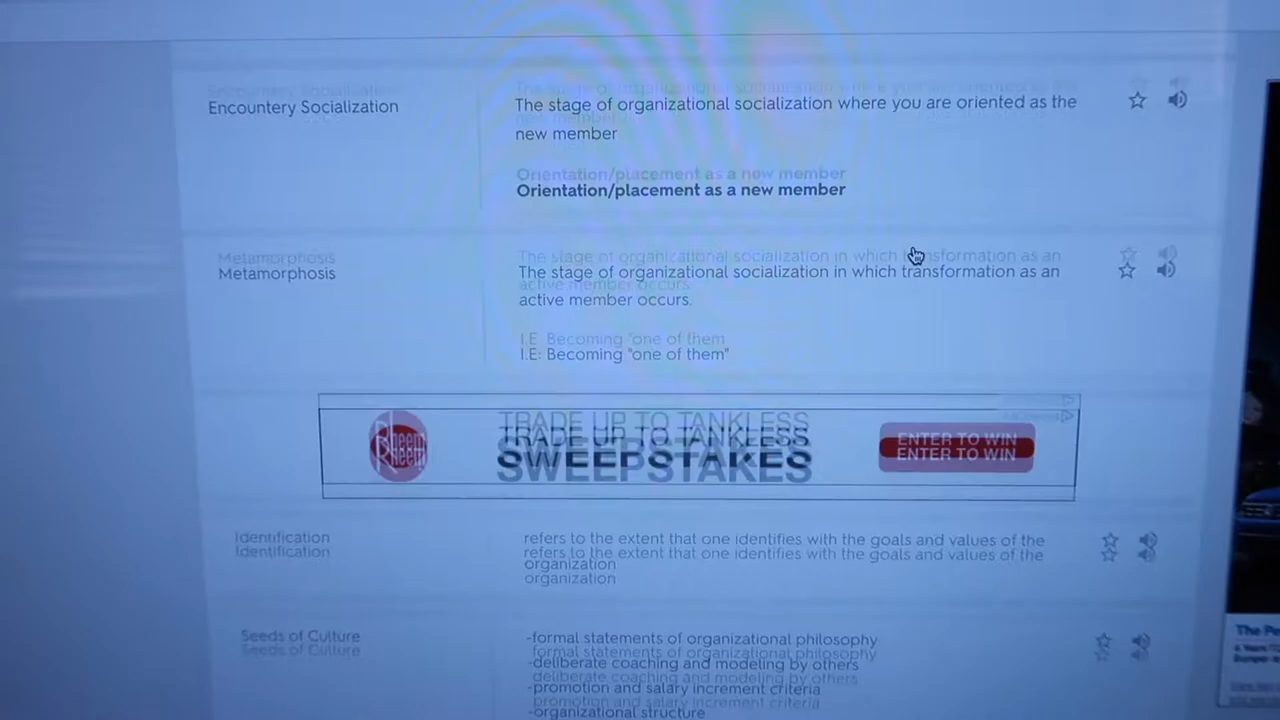 Encountery Socialization
The stage of organizational socialization where you are oriented as the
new member
Orientation/placement as a new member
Metamorphosis
The stage of organizational socialization in which transformation as an
active member occurs.
I.E: Becoming "one of them"
Rheem
TRADE UP TO TANKLESS
SWEEPSTAKES
ENTER TO WIN
Identification
refers to the extent that one identifies with the goals and values of the
organization
Seeds of Culture
-formal statements of organizational philosophy
-deliberate coaching and modeling by others
-promotion and salary increment criteria
-organizational structure